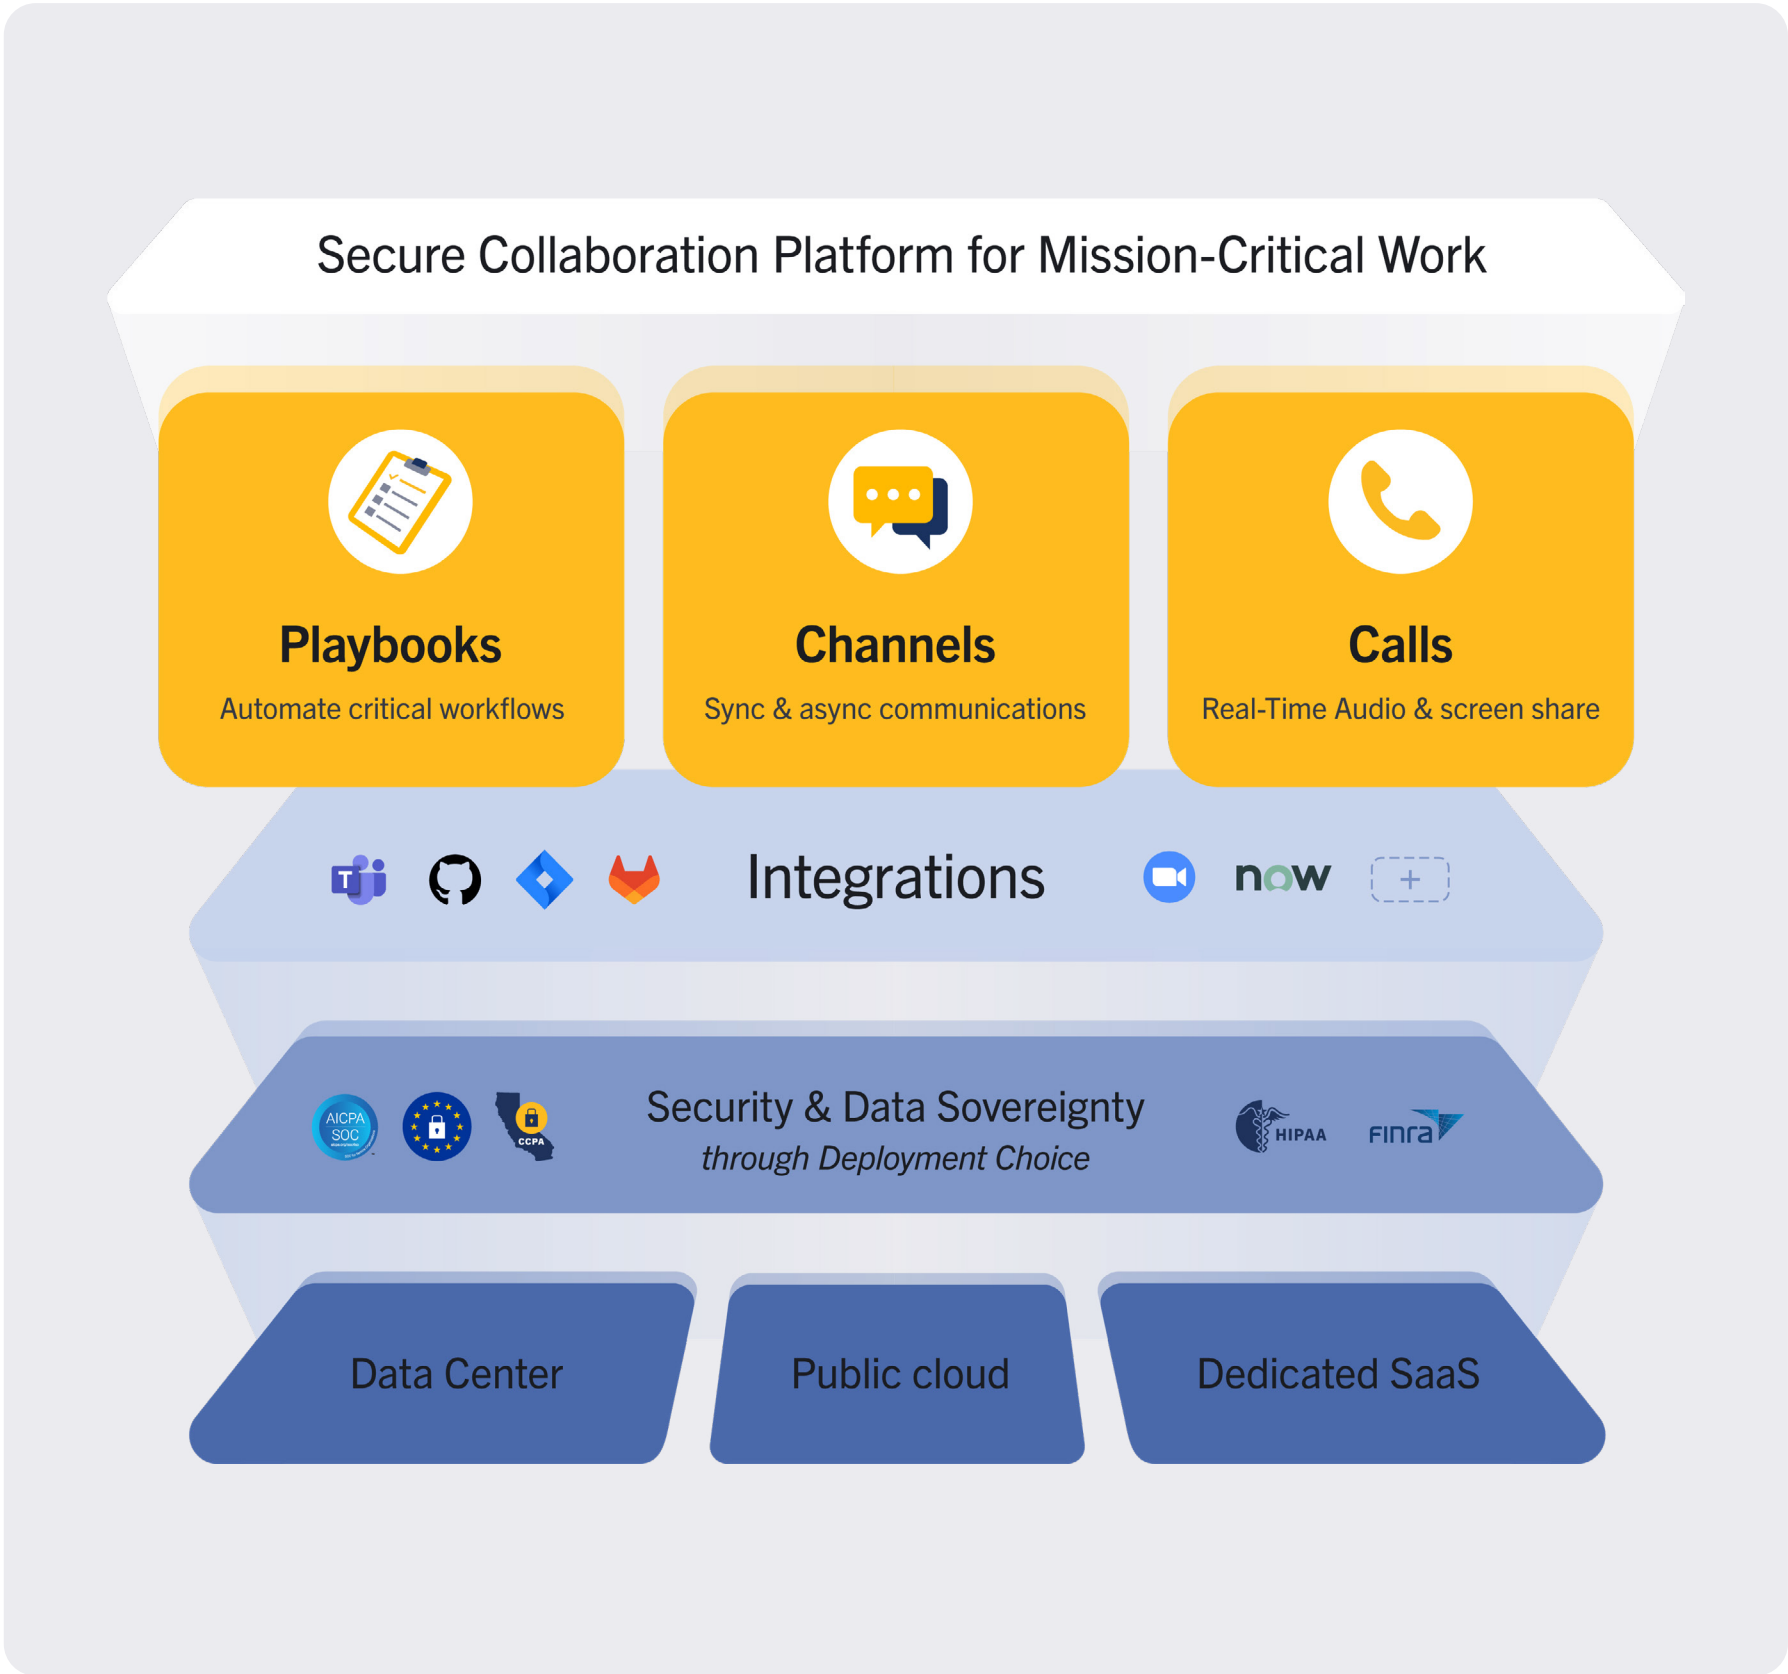 Secure Collaboration Platform for Mission-Critical Work
Playbooks
Automate critical workflows
Channels
Sync & async communications
Calls
Real-Time Audio & screen share
T
Integrations
now
+
AICPA
SOC
CCPA
Security & Data Sovereignty
through Deployment Choice
HIPAA
Finra
Data Center
Public cloud
Dedicated SaaS